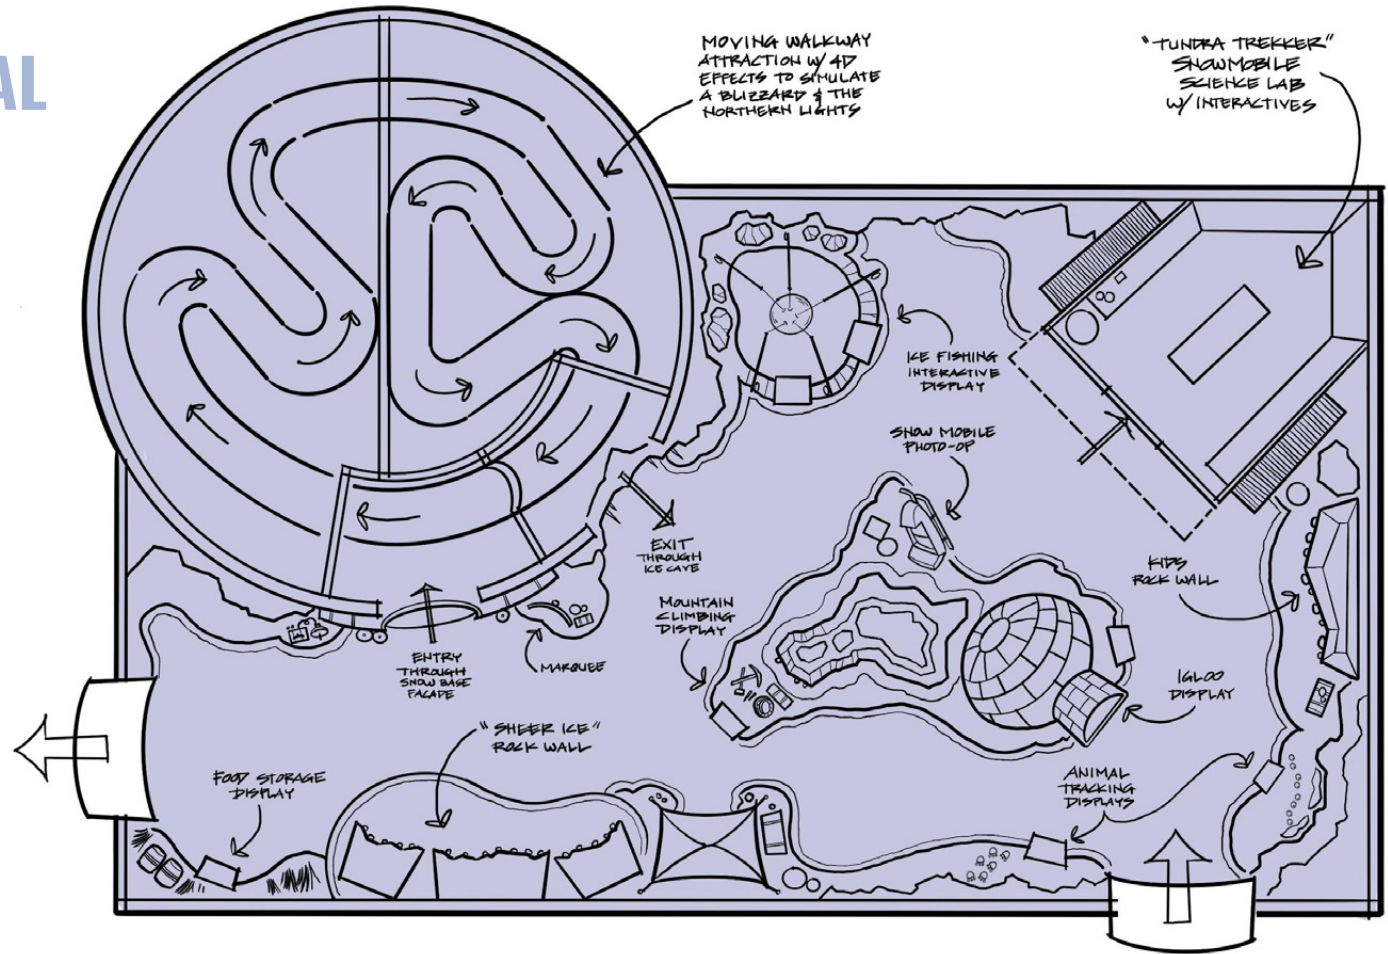 AL
MOVING WALKWAY
ATTRACTION W/ 4D
EFFECTS TO SIMULATE
A BLIZZARD & THE
NORTHERN LIGHTS
"TUNDRA TREKKER"
SNOWMOBILE
SCIENCE LAB
W/ INTERACTIVES
ICE FISHING
INTERACTIVE
DISPLAY
SNOW MOBILE
PHOTO-OP
EXIT
THROUGH
ICE CAVE
KIDS
ROCK WALL
MOUNTAIN
CLIMBING
DISPLAY
ENTRY
THROUGH
SNOW BASE
FACADE
MARQUEE
IGLOO
DISPLAY
"SHEER ICE"
ROCK WALL
FOOD STORAGE
DISPLAY
ANIMAL
TRACKING
DISPLAYS